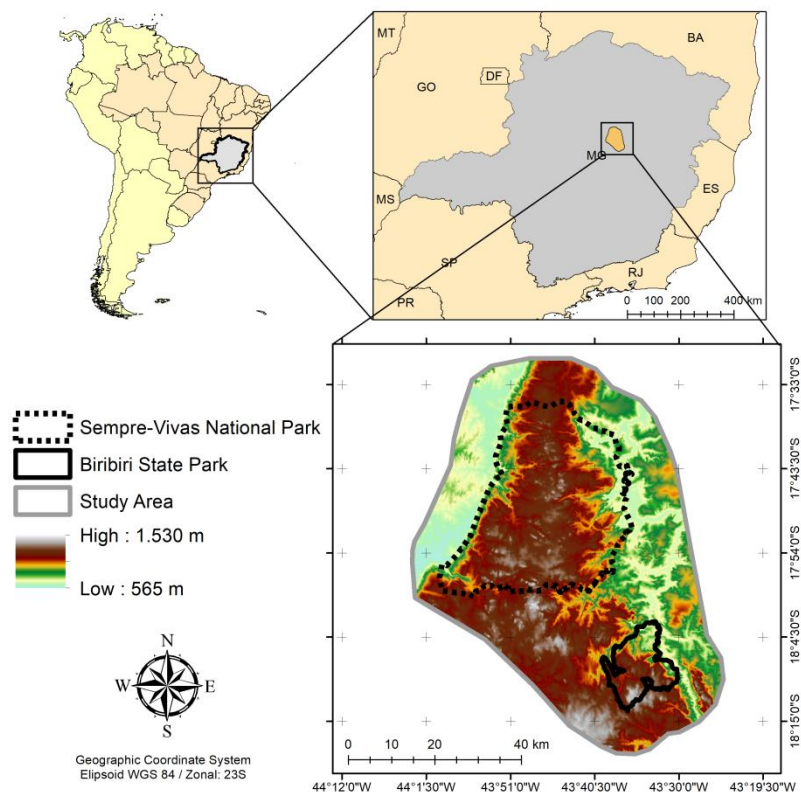 MT
BA
GO
DF
MG
MS
ES
SP
RJ
PR
0 100 200 400 km
Sempre-Vivas National Park
Biribiri State Park
Study Area
High : 1.530 m
Low : 565 m
N
W E
S
Geographic Coordinate System
Elipsoid WGS 84 / Zonal: 23S
0 10 20 40 km
17°33'0"S
17°43'30"S
17°54'0"S
18°4'30"S
18°15'0"S
44°12'0"W 44°1'30"W 43°51'0"W 43°40'30"W 43°30'0"W 43°19'30"W